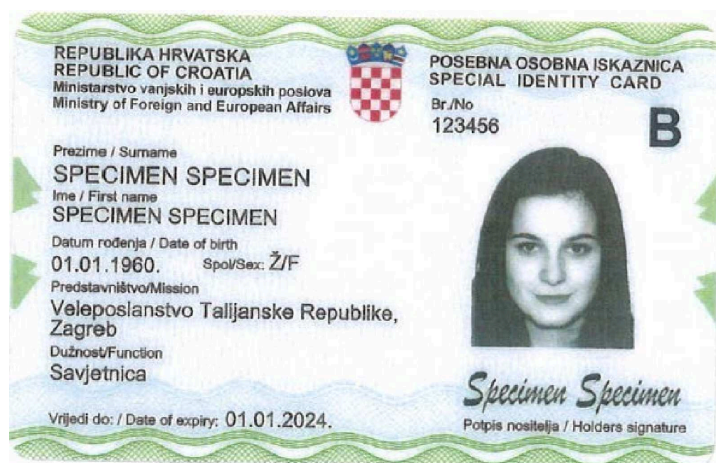 REPUBLIKA HRVATSKA
REPUBLIC OF CROATIA
Ministarstvo vanjskih i europskih poslova
Ministry of Foreign and European Affairs
POSEBNA OSOBNA ISKAZNICA
SPECIAL IDENTITY CARD
Br./No
123456
B
Prezime / Surname
SPECIMEN SPECIMEN
Ime / First name
SPECIMEN SPECIMEN
Datum rođenja / Date of birth
01.01.1960. Spol/Sex: Ž/F
Predstavništvo/Mission
Veleposlanstvo Talijanske Republike,
Zagreb
Dužnost/Function
Savjetnica
Vrijedi do: / Date of expiry: 01.01.2024.
Specimen Specimen
Potpis nositelja / Holders signature